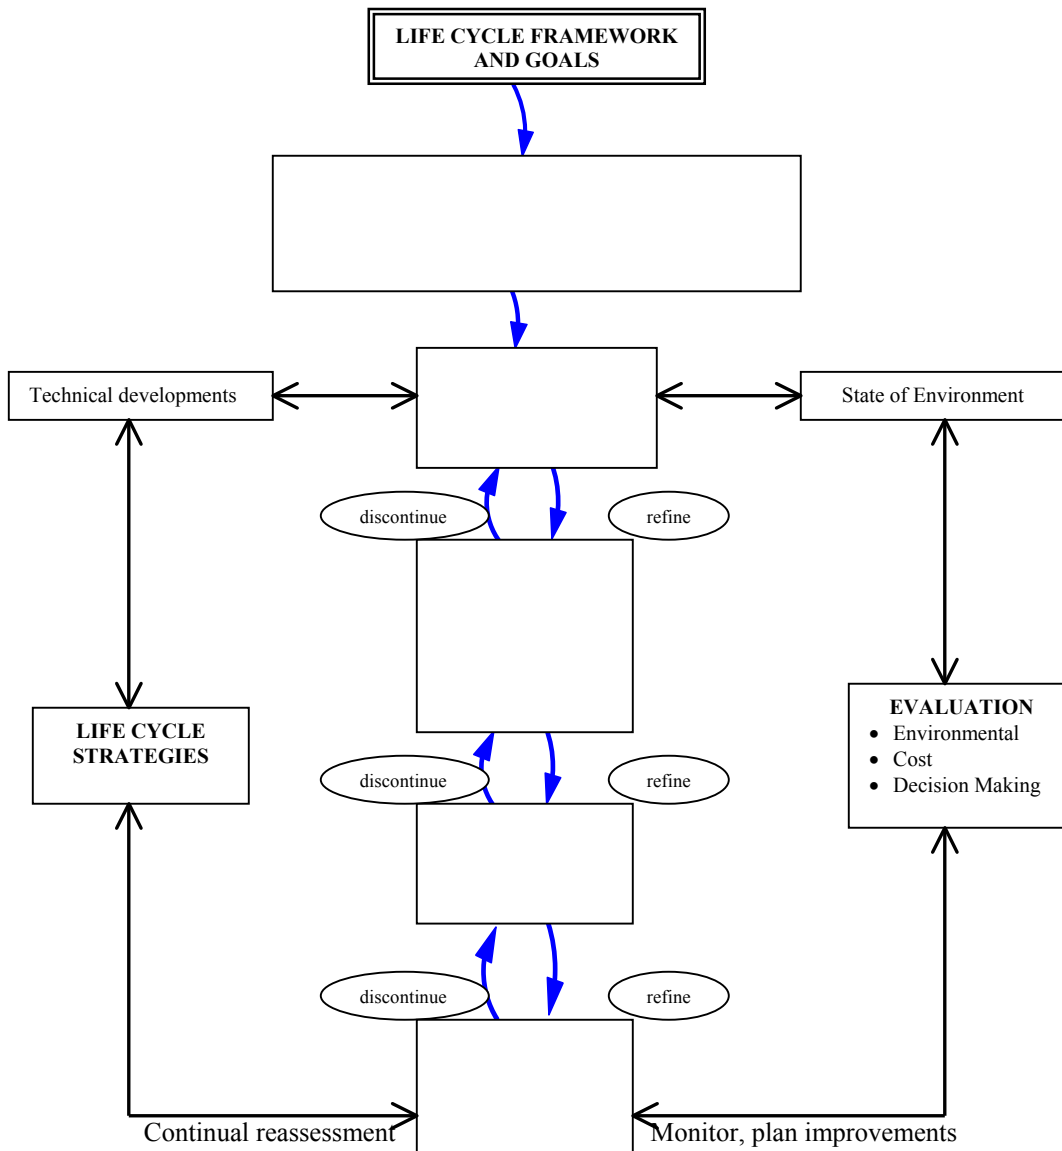 LIFE CYCLE FRAMEWORK
AND GOALS
Technical developments
State of Environment
discontinue
refine
LIFE CYCLE
STRATEGIES
EVALUATION
• Environmental
• Cost
• Decision Making
discontinue
refine
discontinue
refine
Continual reassessment
Monitor, plan improvements